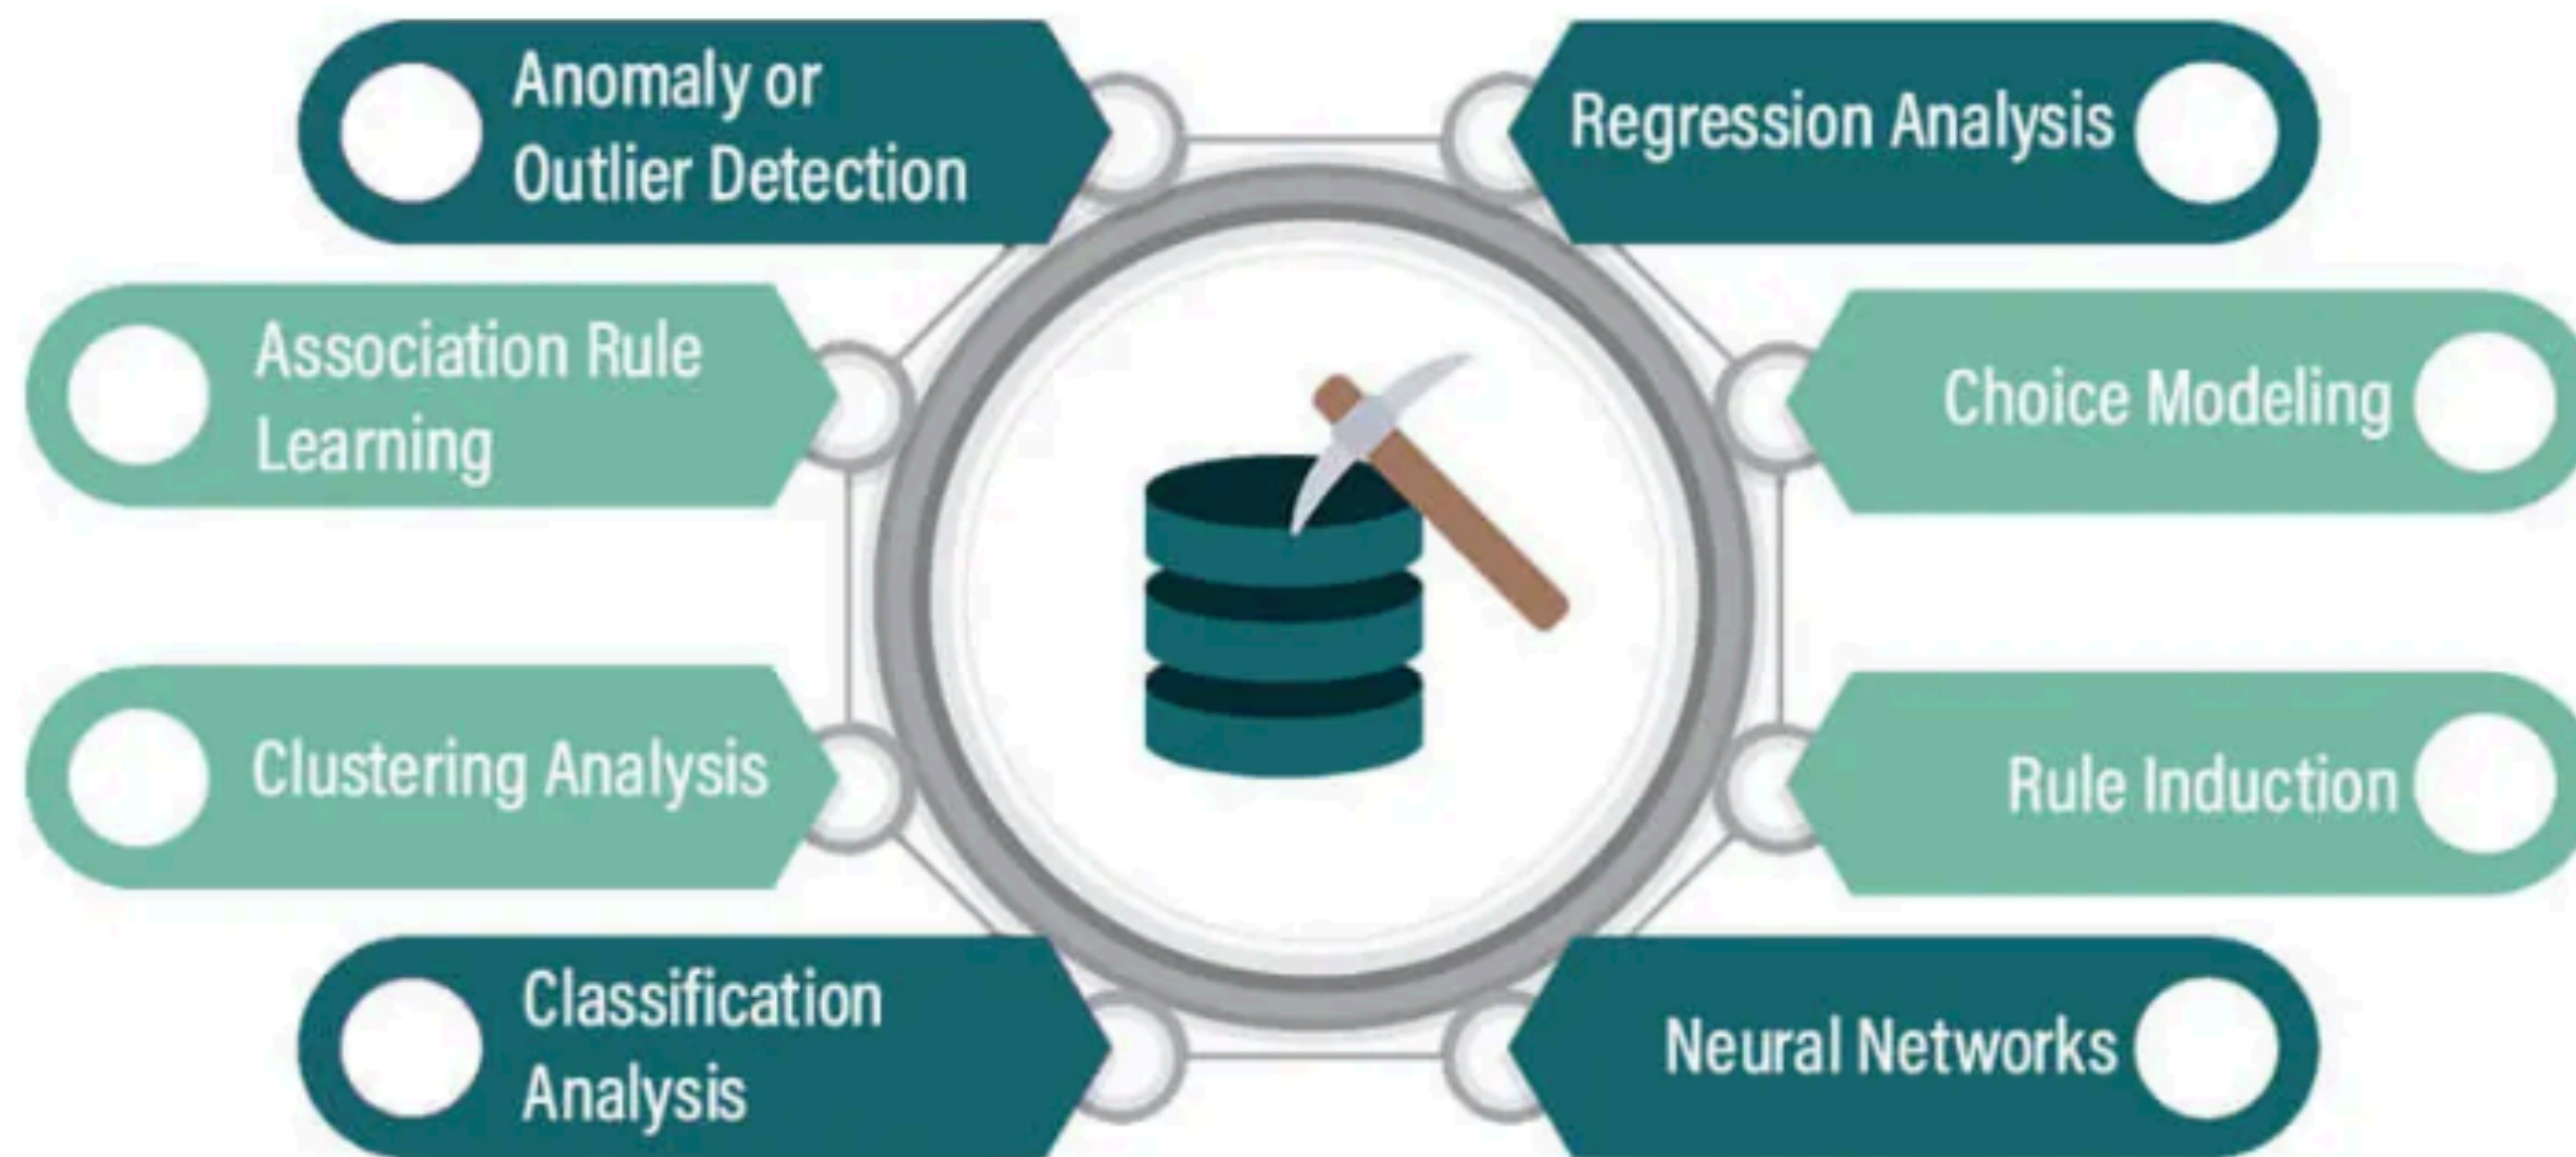 Anomaly or
Outlier Detection
Regression Analysis
Association Rule
Learning
Choice Modeling
Clustering Analysis
Rule Induction
Classification
Analysis
Neural Networks